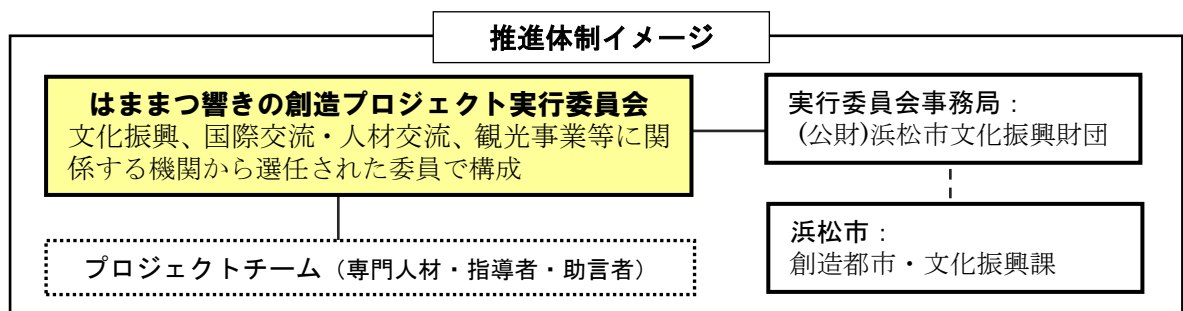 推進体制イメージ
はままつ響きの創造プロジェクト実行委員会
文化振興、国際交流・人材交流、観光事業等に関
係する機関から選任された委員で構成
実行委員会事務局：
(公財)浜松市文化振興財団
プロジェクトチーム（専門人材・指導者・助言者）
浜松市：
創造都市・文化振興課